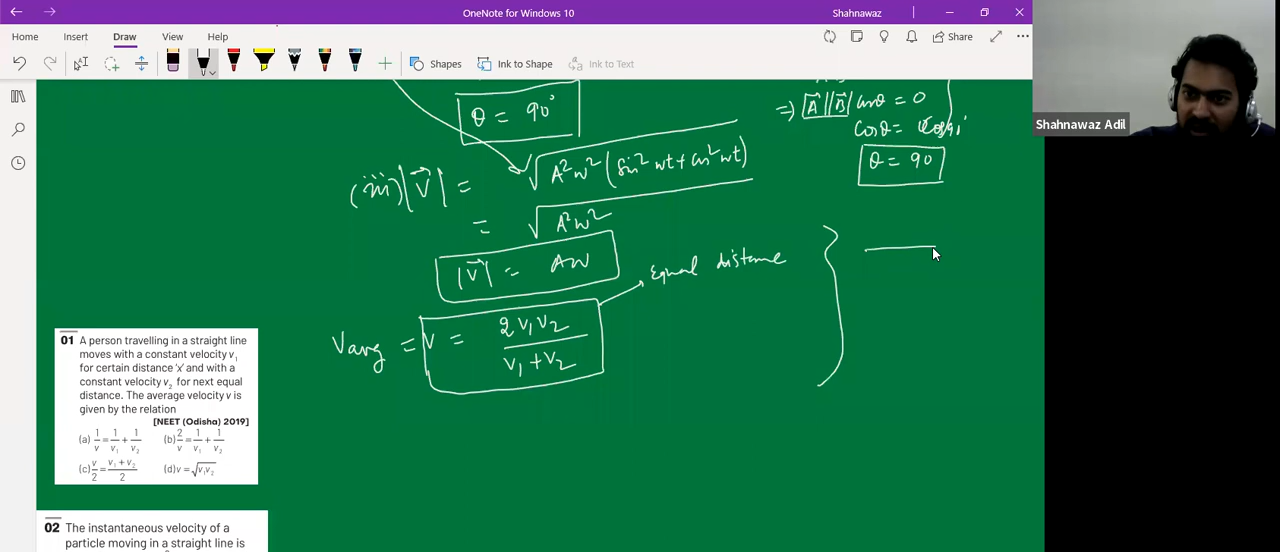 OneNote for Windows 10
Shahnawaz
Home Insert Draw View Help
Share
Shapes
Ink to Shape
Ink to Text
Shahnawaz Adil
θ = 90°
⇒ |A⃗||B⃗| cosθ = 0
cosθ = cos90°
θ = 90
(iii) |V⃗| = √A²ω²(sin²ωt + cos²ωt)
= √A²ω²
|V⃗| = Aω
Equal distance
Vavg = V = 2V₁V₂ / V₁+V₂
01 A person travelling in a straight line
moves with a constant velocity v₁
for certain distance 'x' and with a
constant velocity v₂ for next equal
distance. The average velocity v is
given by the relation
[NEET (Odisha) 2019]
(a) 1/v = 1/v₁ + 1/v₂ (b) 2/v = 1/v₁ + 1/v₂
(c) v/2 = v₁ + v₂/2 (d) v = √v₁v₂
02 The instantaneous velocity of a
particle moving in a straight line is